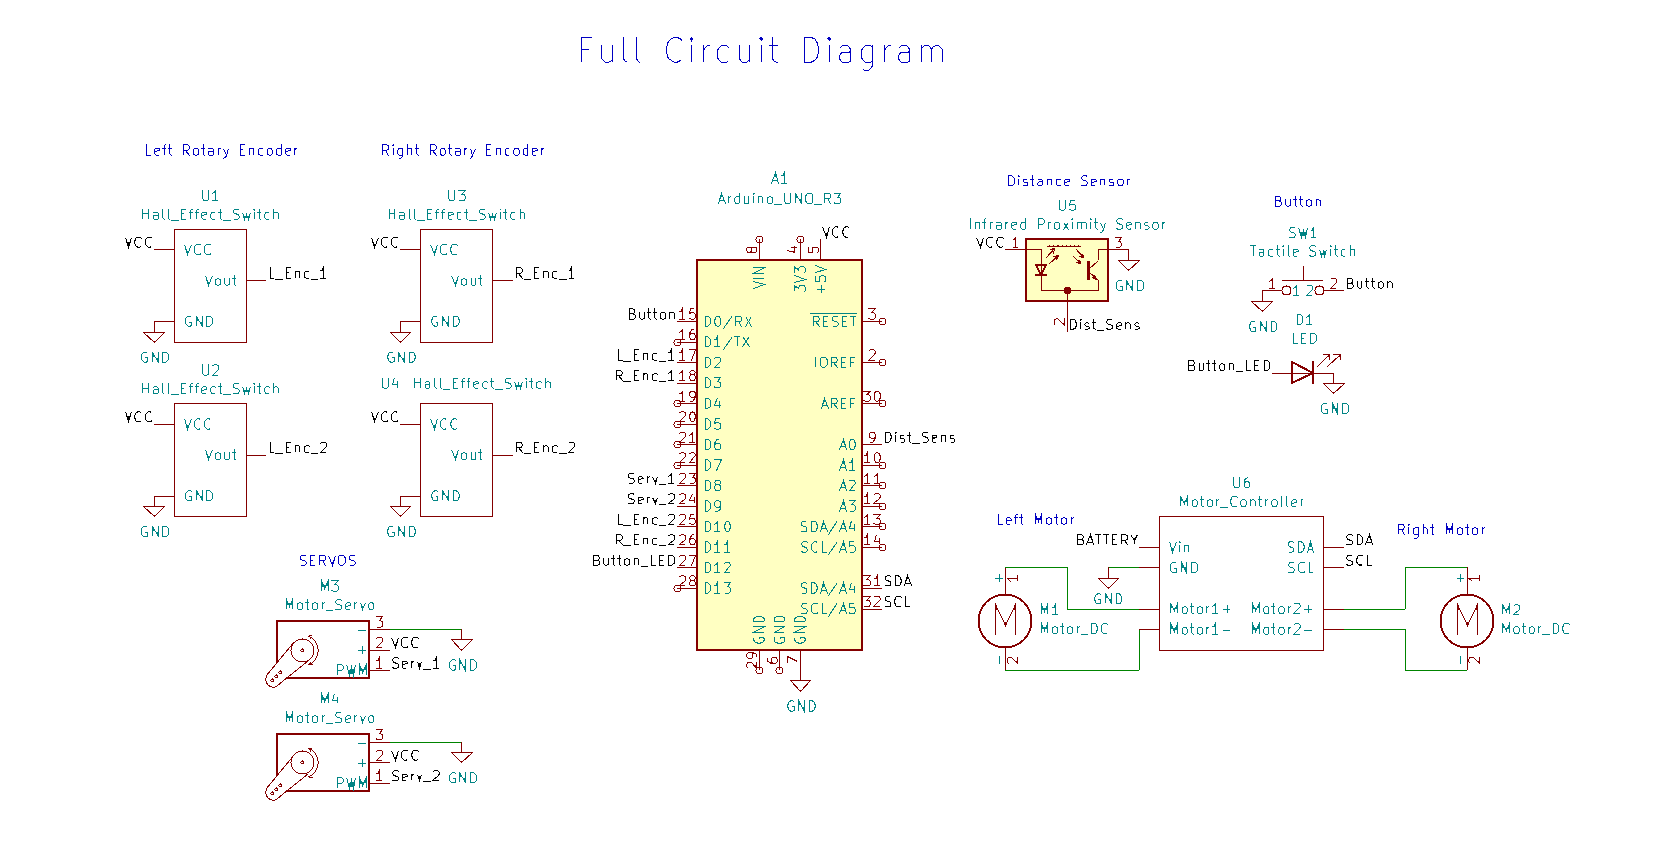 Full Circuit Diagram
Left Rotary Encoder
U1
Hall_Effect_Switch
VCC
VCC
Vout
L_Enc_1
GND
GND
U2
Hall_Effect_Switch
VCC
VCC
Vout
L_Enc_2
GND
GND
Right Rotary Encoder
U3
Hall_Effect_Switch
VCC
VCC
Vout
R_Enc_1
GND
GND
U4 Hall_Effect_Switch
VCC
VCC
Vout
R_Enc_2
GND
GND
SERVOS
M3
Motor_Servo
- 3
+ 2 VCC
PWM 1 Serv_1
GND
M4
Motor_Servo
- 3
+ 2 VCC
PWM 1 Serv_2
GND
A1
Arduino_UNO_R3
VCC
8 4 5
VIN 3V3 +5V
Button 15 D0/RX
16 D1/TX
L_Enc_1 17 D2
R_Enc_1 18 D3
19 D4
20 D5
21 D6
22 D7
Serv_1 23 D8
Serv_2 24 D9
L_Enc_2 25 D10
R_Enc_2 26 D11
Button_LED 27 D12
28 D13
RESET 3
IOREF 2
AREF 30
A0 9 Dist_Sens
A1 10
A2 11
A3 12
SDA/A4 13
SCL/A5 14
SDA/A4 31 SDA
SCL/A5 32 SCL
GND GND GND
29 6 7
GND
Distance Sensor
U5
Infrared Proximity Sensor
VCC 1
3
GND
2
Dist_Sens
Button
SW1
Tactile Switch
1 1 2 2 Button
GND
D1
LED
Button_LED
GND
U6
Motor_Controller
Left Motor
Right Motor
BATTERY Vin
GND
GND
Motor1+
Motor1-
SDA SDA
SCL SCL
Motor2+
Motor2-
+ 1
M
M1
Motor_DC
- 2
+ 1
M
M2
Motor_DC
- 2